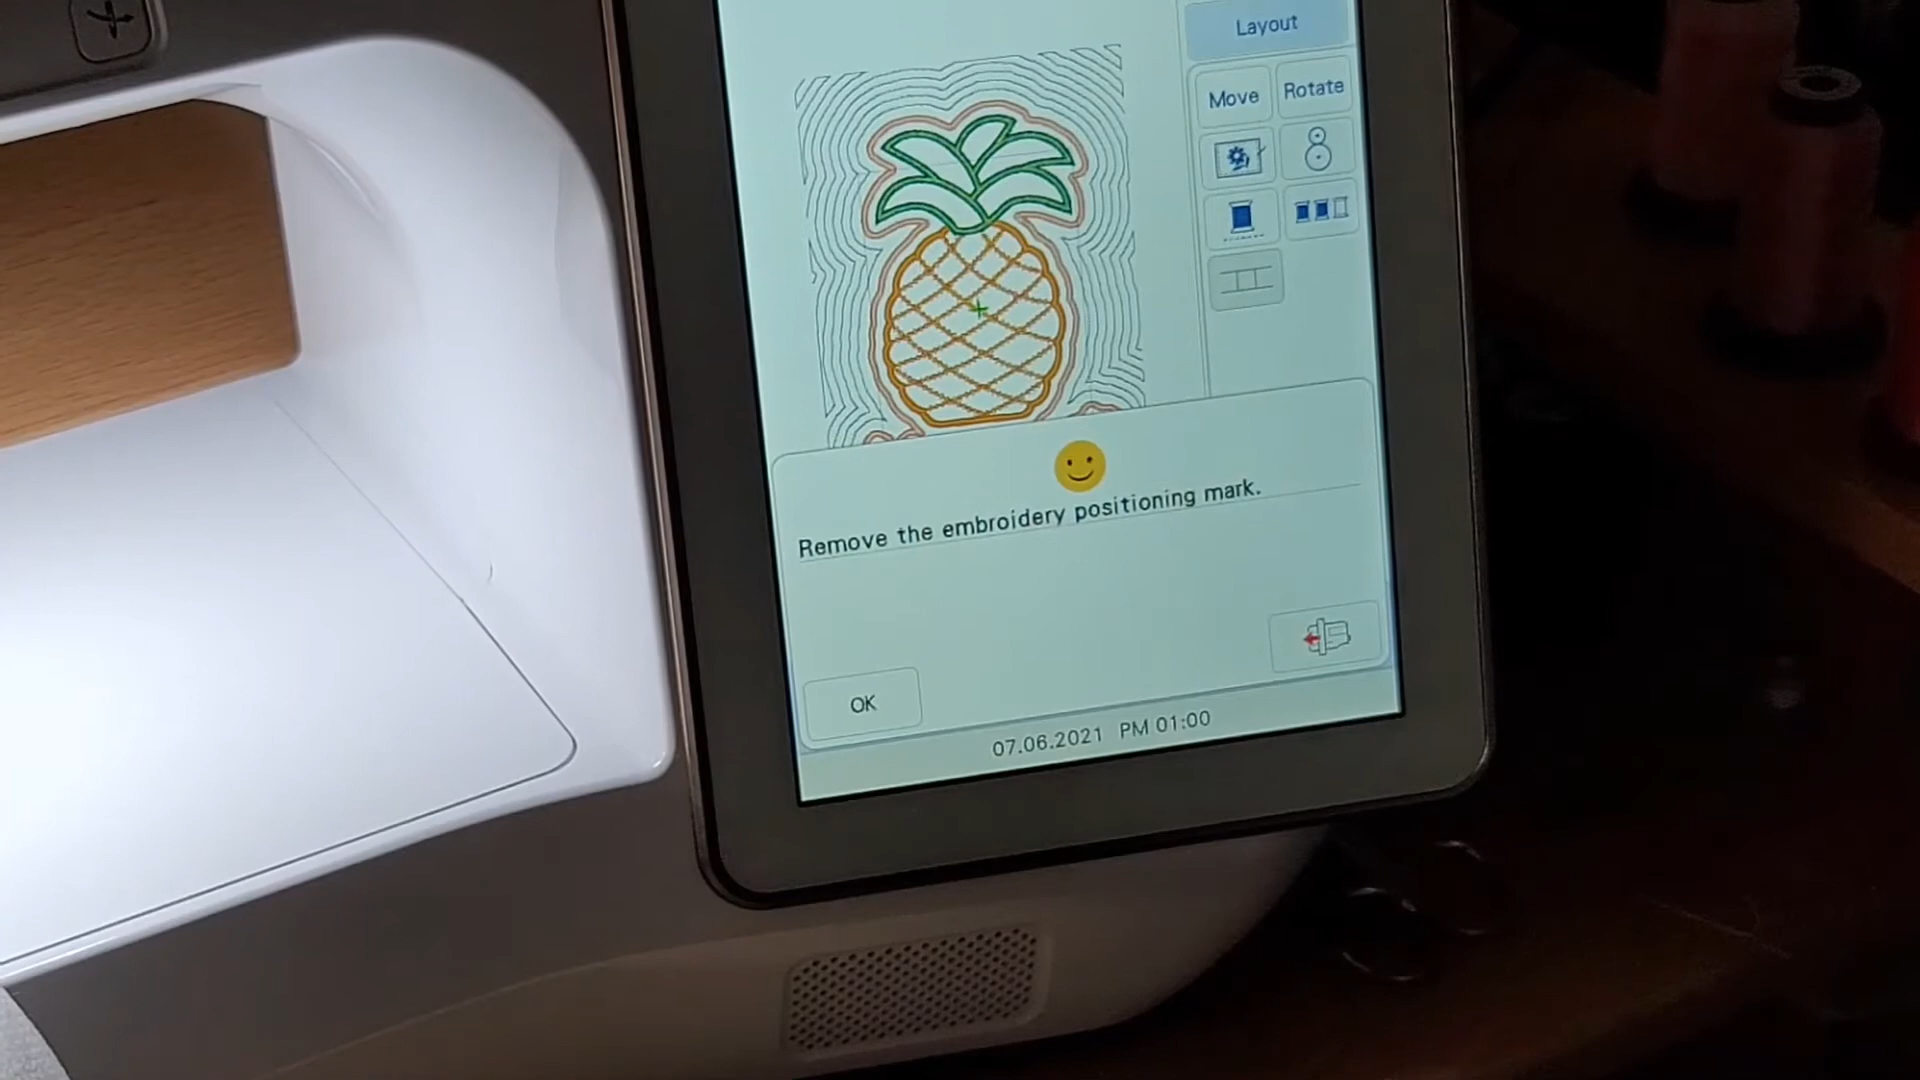 Layout
Move Rotate
Remove the embroidery positioning mark.
OK
07.06.2021 PM 01:00